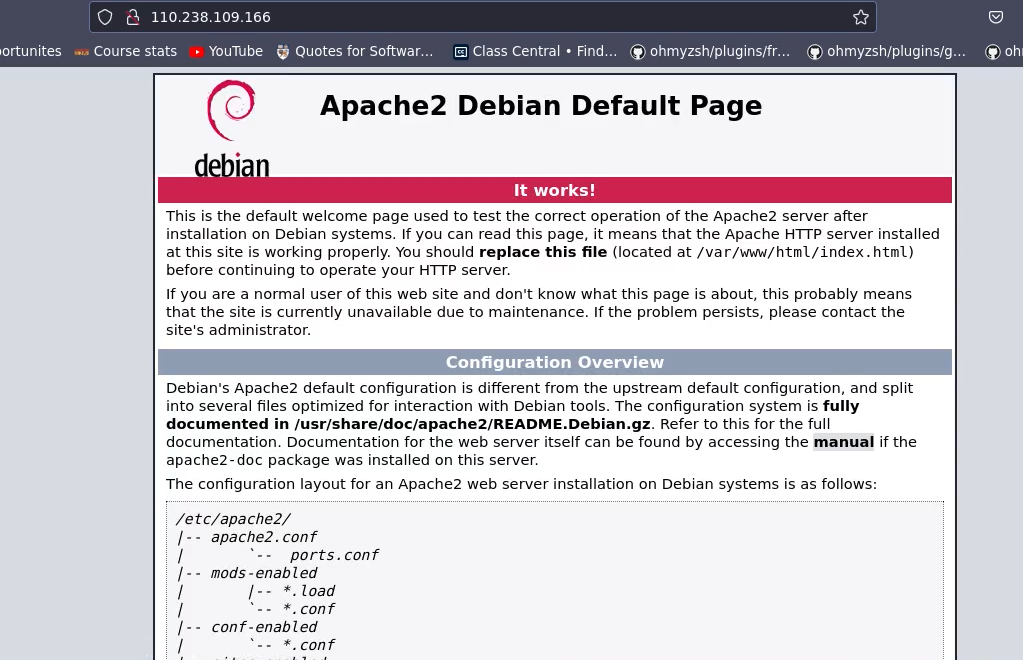 110.238.109.166
ortunites Course stats YouTube Quotes for Softwar… Class Central • Find… ohmyzsh/plugins/fr… ohmyzsh/plugins/g… oh
Apache2 Debian Default Page
debian
It works!
This is the default welcome page used to test the correct operation of the Apache2 server after
installation on Debian systems. If you can read this page, it means that the Apache HTTP server installed
at this site is working properly. You should replace this file (located at /var/www/html/index.html)
before continuing to operate your HTTP server.
If you are a normal user of this web site and don't know what this page is about, this probably means
that the site is currently unavailable due to maintenance. If the problem persists, please contact the
site's administrator.
Configuration Overview
Debian's Apache2 default configuration is different from the upstream default configuration, and split
into several files optimized for interaction with Debian tools. The configuration system is fully
documented in /usr/share/doc/apache2/README.Debian.gz. Refer to this for the full
documentation. Documentation for the web server itself can be found by accessing the manual if the
apache2-doc package was installed on this server.
The configuration layout for an Apache2 web server installation on Debian systems is as follows:
/etc/apache2/
|-- apache2.conf
|       `--  ports.conf
|-- mods-enabled
|       |-- *.load
|       `-- *.conf
|-- conf-enabled
|       `-- *.conf